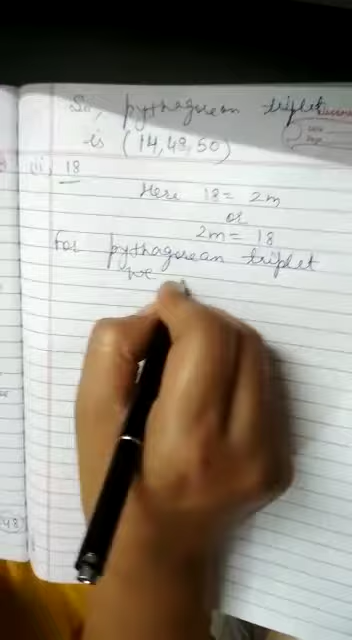 So, pythagorean triplet
is (14,48,50)
(ii) 18
Here 18 = 2m
or
2m = 18
For pythagorean triplet
we
48